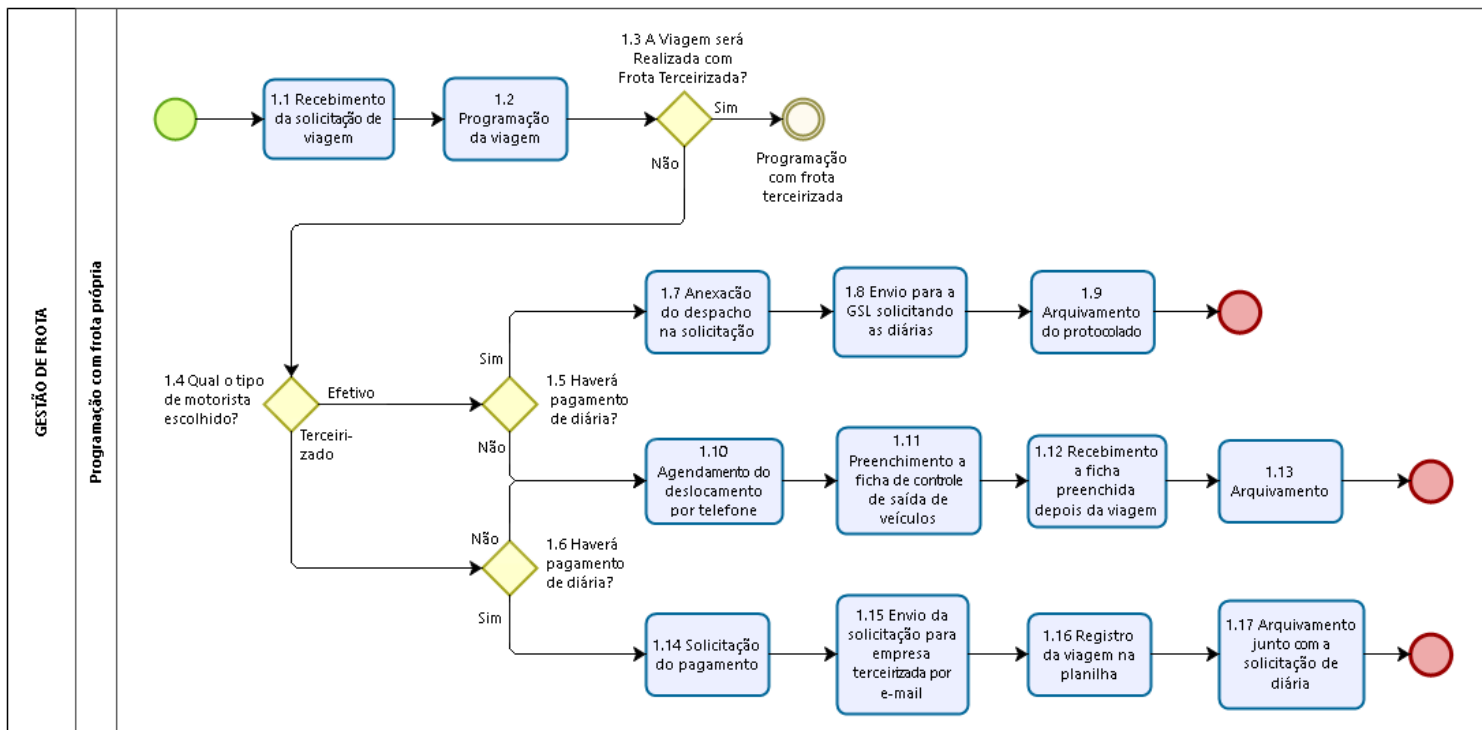 GESTÃO DE FROTA
Programação com frota própria
1.1 Recebimento
da solicitação de
viagem
1.2
Programação
da viagem
1.3 A Viagem será
Realizada com
Frota Terceirizada?
Sim
Não
Programação
com frota
terceirizada
1.4 Qual o tipo
de motorista
escolhido?
Efetivo
Terceiri-
zado
1.5 Haverá
pagamento
de diária?
Sim
Não
1.7 Anexacão
do despacho
na solicitação
1.8 Envio para a
GSL solicitando
as diárias
1.9
Arquivamento
do protocolado
1.10
Agendamento do
deslocamento
por telefone
1.11
Preenchimento a
ficha de controle
de saída de
veículos
1.12 Recebimento
a ficha
preenchida
depois da viagem
1.13
Arquivamento
1.6 Haverá
pagamento
de diária?
Não
Sim
1.14 Solicitação
do pagamento
1.15 Envio da
solicitação para
empresa
terceirizada por
e-mail
1.16 Registro
da viagem na
planilha
1.17 Arquivamento
junto com a
solicitação de
diária